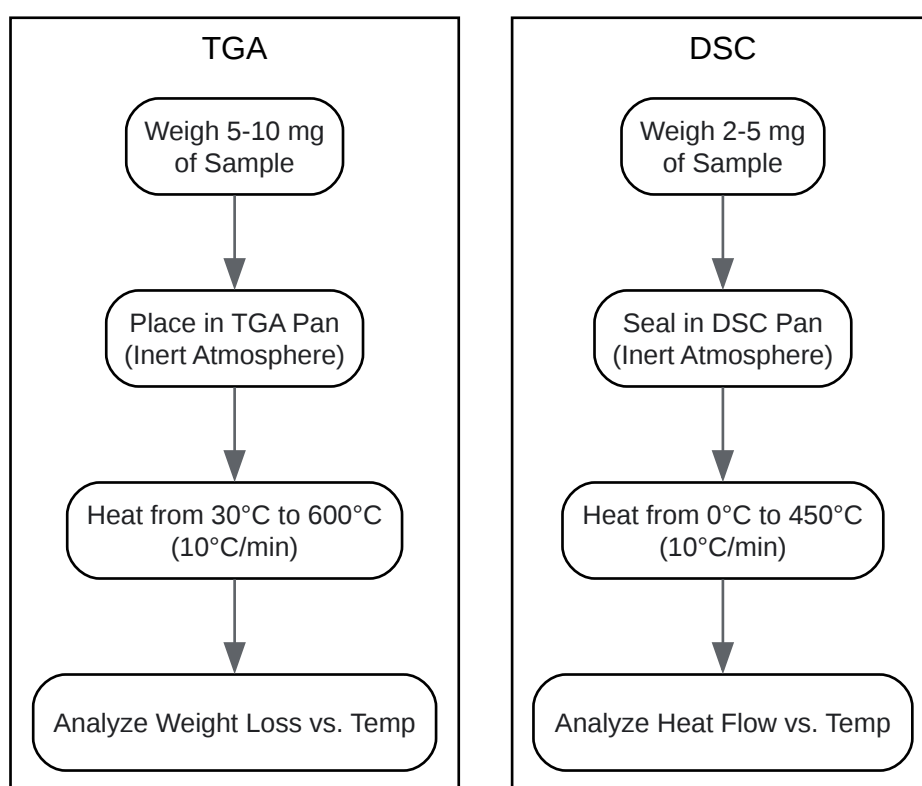 TGA
Weigh 5-10 mg
of Sample
Place in TGA Pan
(Inert Atmosphere)
Heat from 30°C to 600°C
(10°C/min)
Analyze Weight Loss vs. Temp
DSC
Weigh 2-5 mg
of Sample
Seal in DSC Pan
(Inert Atmosphere)
Heat from 0°C to 450°C
(10°C/min)
Analyze Heat Flow vs. Temp